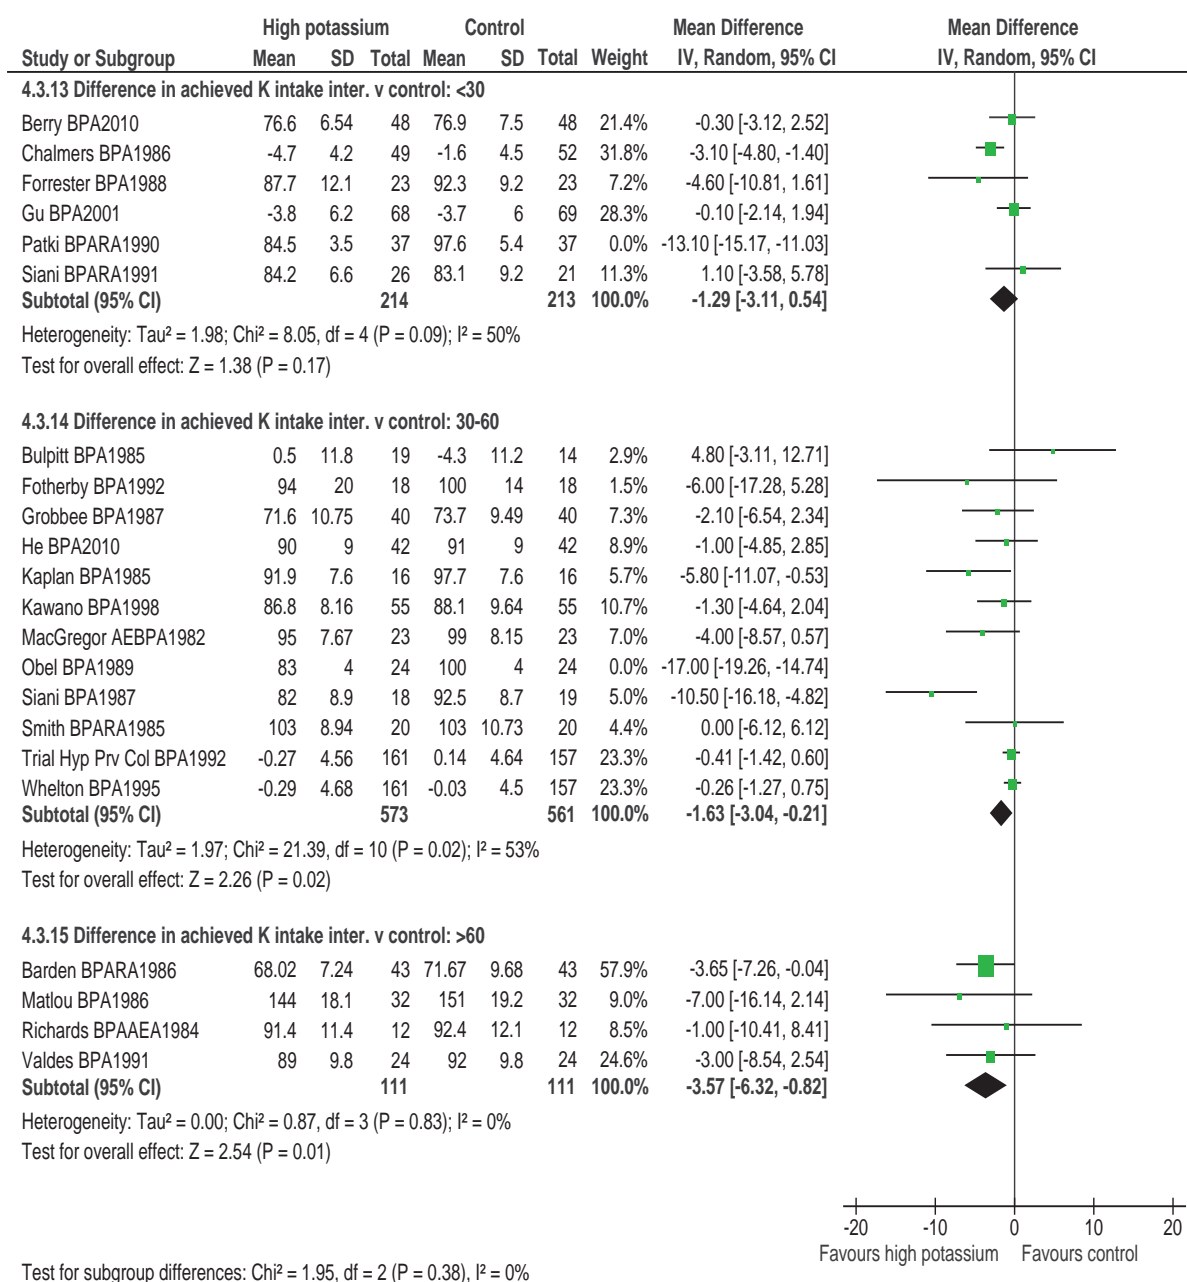 High potassium Control Mean Difference Mean Difference
Study or Subgroup Mean SD Total Mean SD Total Weight IV, Random, 95% CI IV, Random, 95% CI
4.3.13 Difference in achieved K intake inter. v control: <30
Berry BPA2010 76.6 6.54 48 76.9 7.5 48 21.4% -0.30 [-3.12, 2.52]
Chalmers BPA1986 -4.7 4.2 49 -1.6 4.5 52 31.8% -3.10 [-4.80, -1.40]
Forrester BPA1988 87.7 12.1 23 92.3 9.2 23 7.2% -4.60 [-10.81, 1.61]
Gu BPA2001 -3.8 6.2 68 -3.7 6 69 28.3% -0.10 [-2.14, 1.94]
Patki BPARA1990 84.5 3.5 37 97.6 5.4 37 0.0% -13.10 [-15.17, -11.03]
Siani BPARA1991 84.2 6.6 26 83.1 9.2 21 11.3% 1.10 [-3.58, 5.78]
Subtotal (95% CI) 214 213 100.0% -1.29 [-3.11, 0.54]
Heterogeneity: Tau² = 1.98; Chi² = 8.05, df = 4 (P = 0.09); I² = 50%
Test for overall effect: Z = 1.38 (P = 0.17)
4.3.14 Difference in achieved K intake inter. v control: 30-60
Bulpitt BPA1985 0.5 11.8 19 -4.3 11.2 14 2.9% 4.80 [-3.11, 12.71]
Fotherby BPA1992 94 20 18 100 14 18 1.5% -6.00 [-17.28, 5.28]
Grobbee BPA1987 71.6 10.75 40 73.7 9.49 40 7.3% -2.10 [-6.54, 2.34]
He BPA2010 90 9 42 91 9 42 8.9% -1.00 [-4.85, 2.85]
Kaplan BPA1985 91.9 7.6 16 97.7 7.6 16 5.7% -5.80 [-11.07, -0.53]
Kawano BPA1998 86.8 8.16 55 88.1 9.64 55 10.7% -1.30 [-4.64, 2.04]
MacGregor AEBPA1982 95 7.67 23 99 8.15 23 7.0% -4.00 [-8.57, 0.57]
Obel BPA1989 83 4 24 100 4 24 0.0% -17.00 [-19.26, -14.74]
Siani BPA1987 82 8.9 18 92.5 8.7 19 5.0% -10.50 [-16.18, -4.82]
Smith BPARA1985 103 8.94 20 103 10.73 20 4.4% 0.00 [-6.12, 6.12]
Trial Hyp Prv Col BPA1992 -0.27 4.56 161 0.14 4.64 157 23.3% -0.41 [-1.42, 0.60]
Whelton BPA1995 -0.29 4.68 161 -0.03 4.5 157 23.3% -0.26 [-1.27, 0.75]
Subtotal (95% CI) 573 561 100.0% -1.63 [-3.04, -0.21]
Heterogeneity: Tau² = 1.97; Chi² = 21.39, df = 10 (P = 0.02); I² = 53%
Test for overall effect: Z = 2.26 (P = 0.02)
4.3.15 Difference in achieved K intake inter. v control: >60
Barden BPARA1986 68.02 7.24 43 71.67 9.68 43 57.9% -3.65 [-7.26, -0.04]
Matlou BPA1986 144 18.1 32 151 19.2 32 9.0% -7.00 [-16.14, 2.14]
Richards BPAAEA1984 91.4 11.4 12 92.4 12.1 12 8.5% -1.00 [-10.41, 8.41]
Valdes BPA1991 89 9.8 24 92 9.8 24 24.6% -3.00 [-8.54, 2.54]
Subtotal (95% CI) 111 111 100.0% -3.57 [-6.32, -0.82]
Heterogeneity: Tau² = 0.00; Chi² = 0.87, df = 3 (P = 0.83); I² = 0%
Test for overall effect: Z = 2.54 (P = 0.01)
-20 -10 0 10 20
Favours high potassium Favours control
Test for subgroup differences: Chi² = 1.95, df = 2 (P = 0.38), I² = 0%